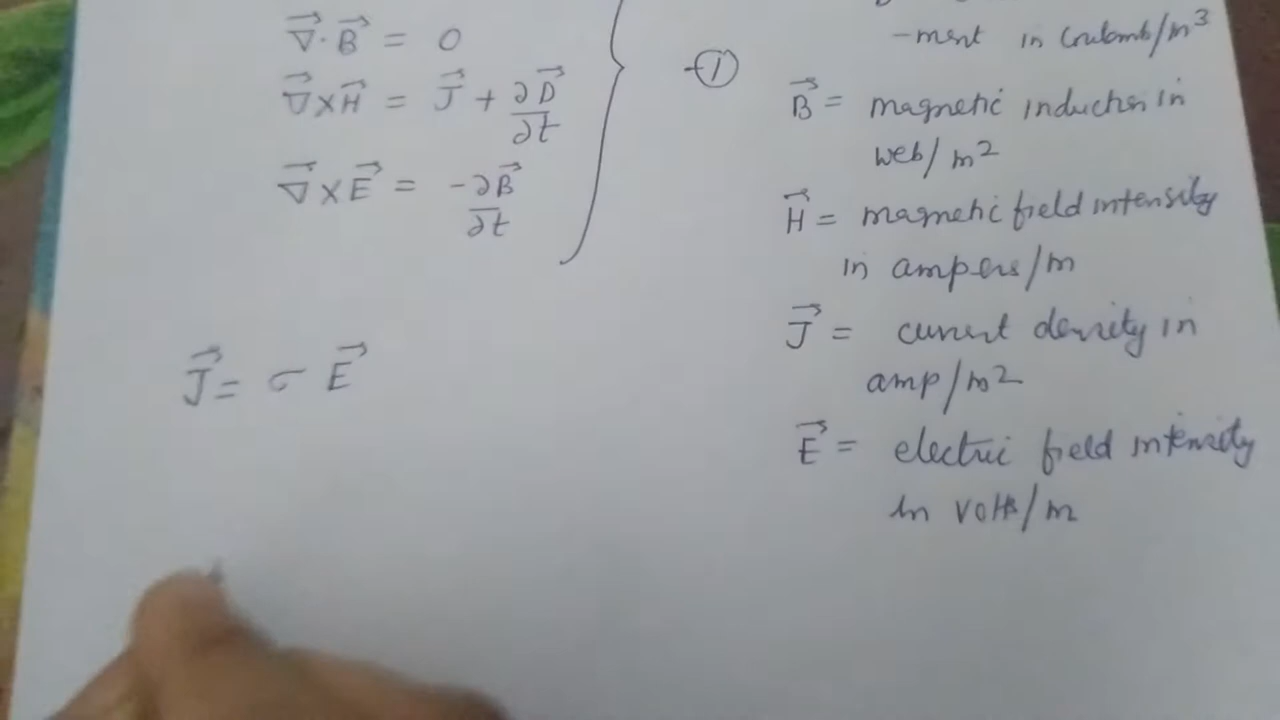 ∇⃗·B⃗ = 0
∇⃗×H⃗ = J⃗ + ∂D⃗/∂t
∇⃗×E⃗ = -∂B⃗/∂t
①
J⃗ = σ E⃗
-ment in Coulomb/m³
B⃗ = magnetic induction in
web/m²
H⃗ = magnetic field intensity
in ampers/m
J⃗ = current density in
amp/m²
E⃗ = electric field intensity
in volts/m